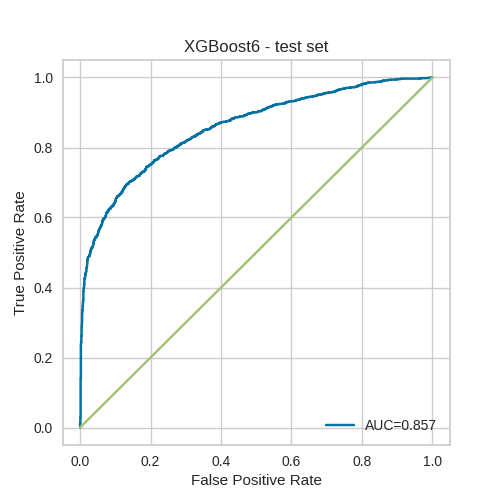 XGBoost6 - test set
True Positive Rate
1.0
0.8
0.6
0.4
0.2
0.0
AUC=0.857
0.0 0.2 0.4 0.6 0.8 1.0
False Positive Rate